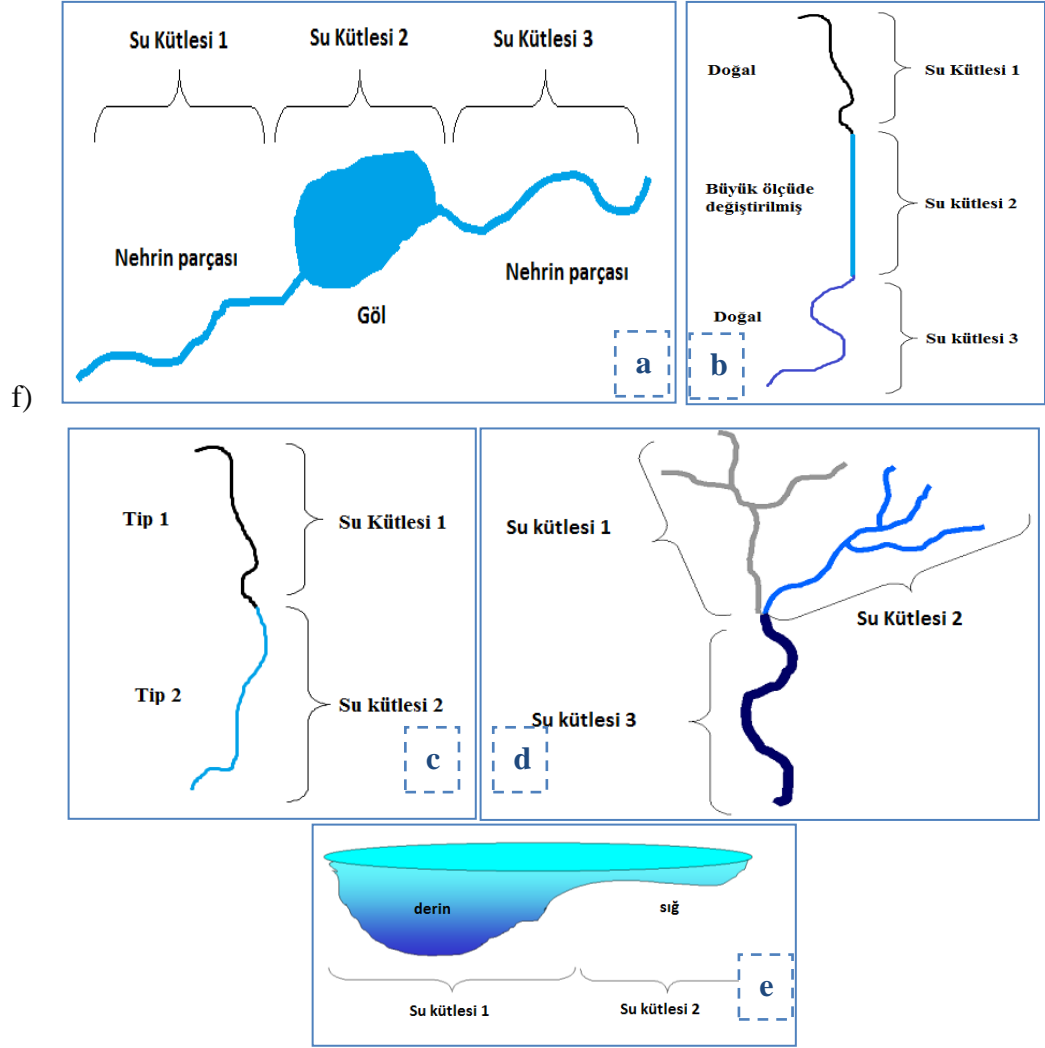 Su Kütlesi 1
Su Kütlesi 2
Su Kütlesi 3
Nehrin parçası
Göl
Nehrin parçası
a
Doğal
Su Kütlesi 1
Büyük ölçüde
değiştirilmiş
Su kütlesi 2
Doğal
Su kütlesi 3
b
f)
Tip 1
Su Kütlesi 1
Tip 2
Su kütlesi 2
c
Su kütlesi 1
Su Kütlesi 2
Su kütlesi 3
d
derin
sığ
Su kütlesi 1
Su kütlesi 2
e